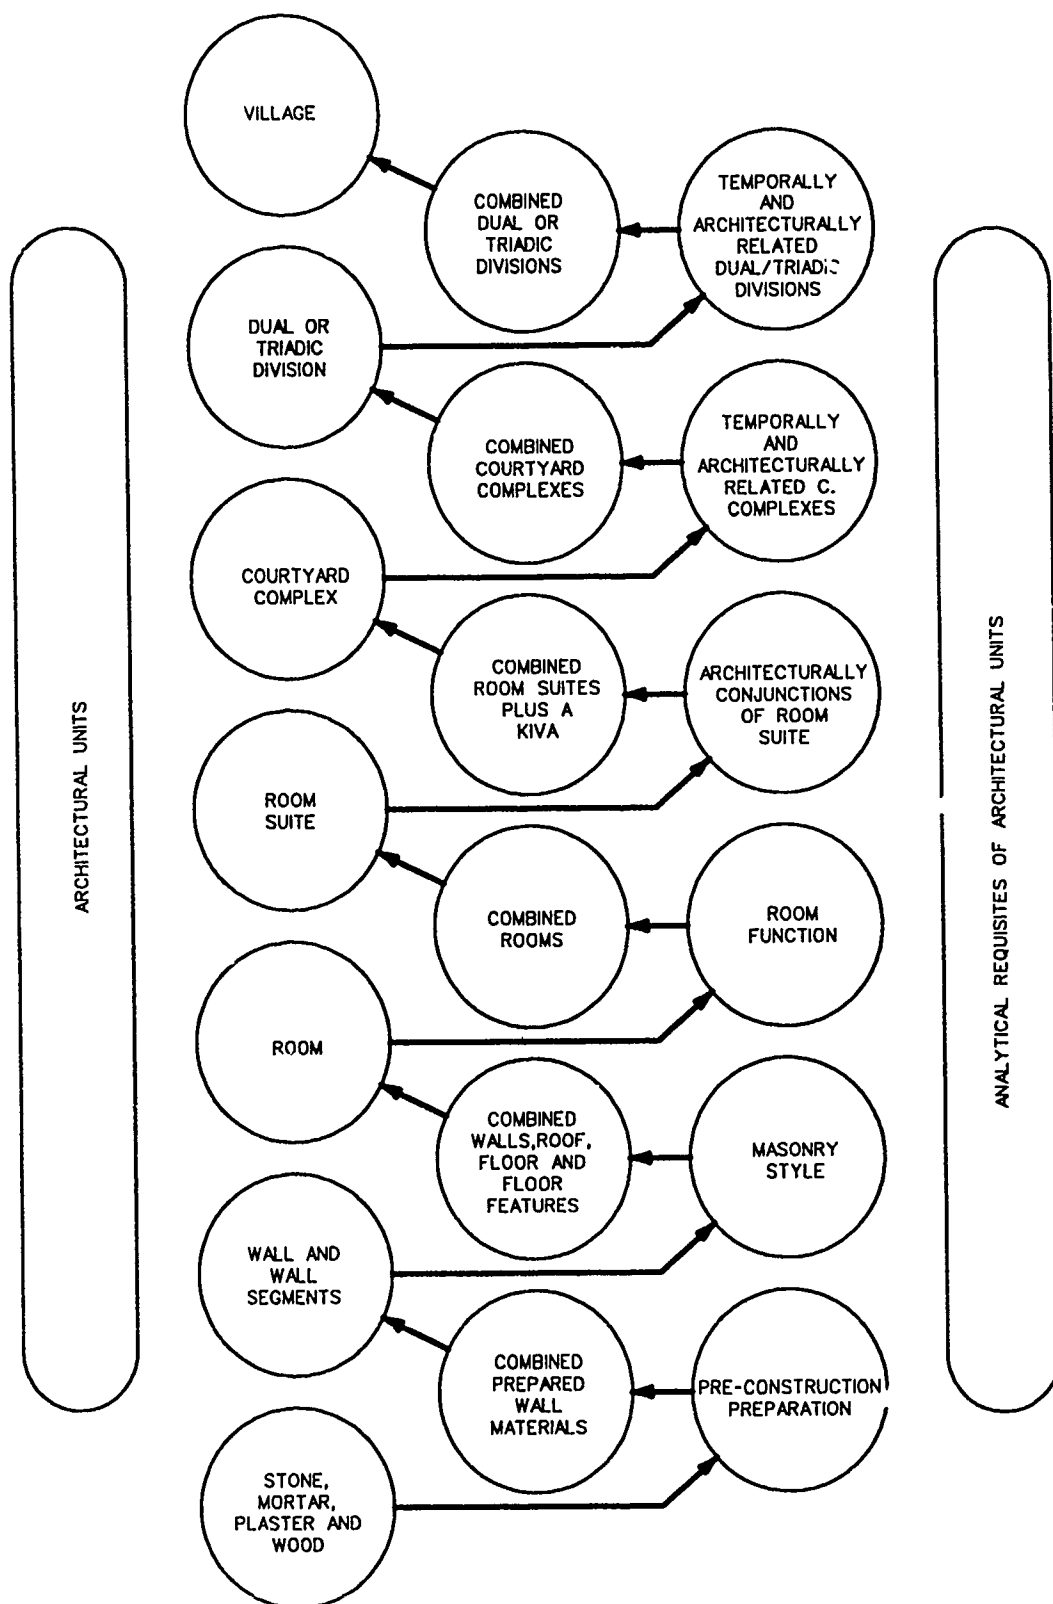 VILLAGE
COMBINED
DUAL OR
TRIADIC
DIVISIONS
TEMPORALLY
AND
ARCHITECTURALLY
RELATED
DUAL/TRIADIC
DIVISIONS
DUAL OR
TRIADIC
DIVISION
COMBINED
COURTYARD
COMPLEXES
TEMPORALLY
AND
ARCHITECTURALLY
RELATED C.
COMPLEXES
COURTYARD
COMPLEX
COMBINED
ROOM SUITES
PLUS A
KIVA
ARCHITECTURALLY
CONJUNCTIONS
OF ROOM
SUITE
ROOM
SUITE
COMBINED
ROOMS
ROOM
FUNCTION
ROOM
COMBINED
WALLS,ROOF,
FLOOR AND
FLOOR
FEATURES
MASONRY
STYLE
WALL AND
WALL
SEGMENTS
COMBINED
PREPARED
WALL
MATERIALS
PRE-CONSTRUCTION
PREPARATION
STONE,
MORTAR,
PLASTER AND
WOOD
ARCHITECTURAL UNITS
ANALYTICAL REQUISITES OF ARCHITECTURAL UNITS